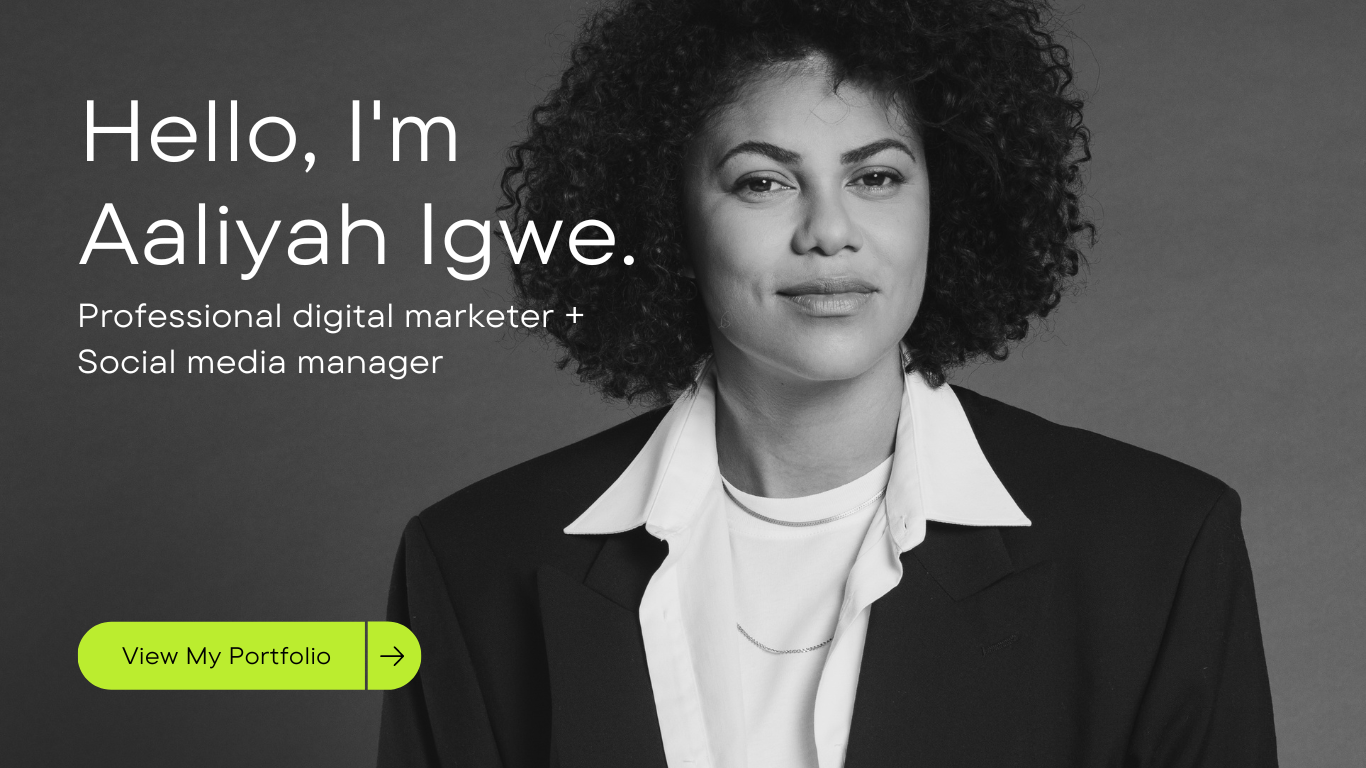 Hello, I'm
Aaliyah Igwe.
Professional digital marketer +
Social media manager
View My Portfolio